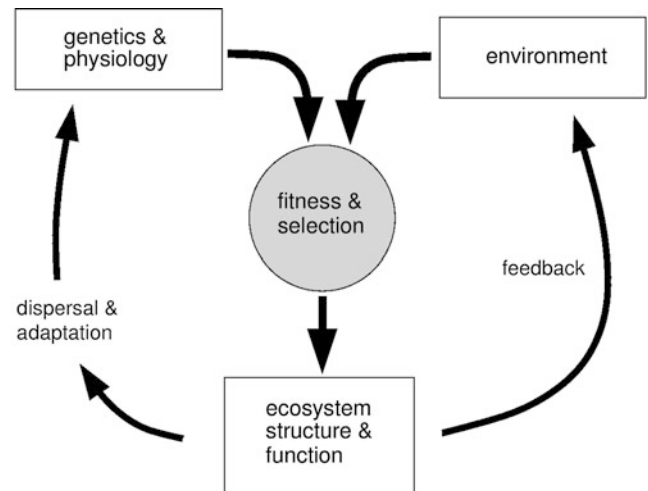 genetics &
physiology
environment
fitness &
selection
feedback
dispersal &
adaptation
ecosystem
structure &
function